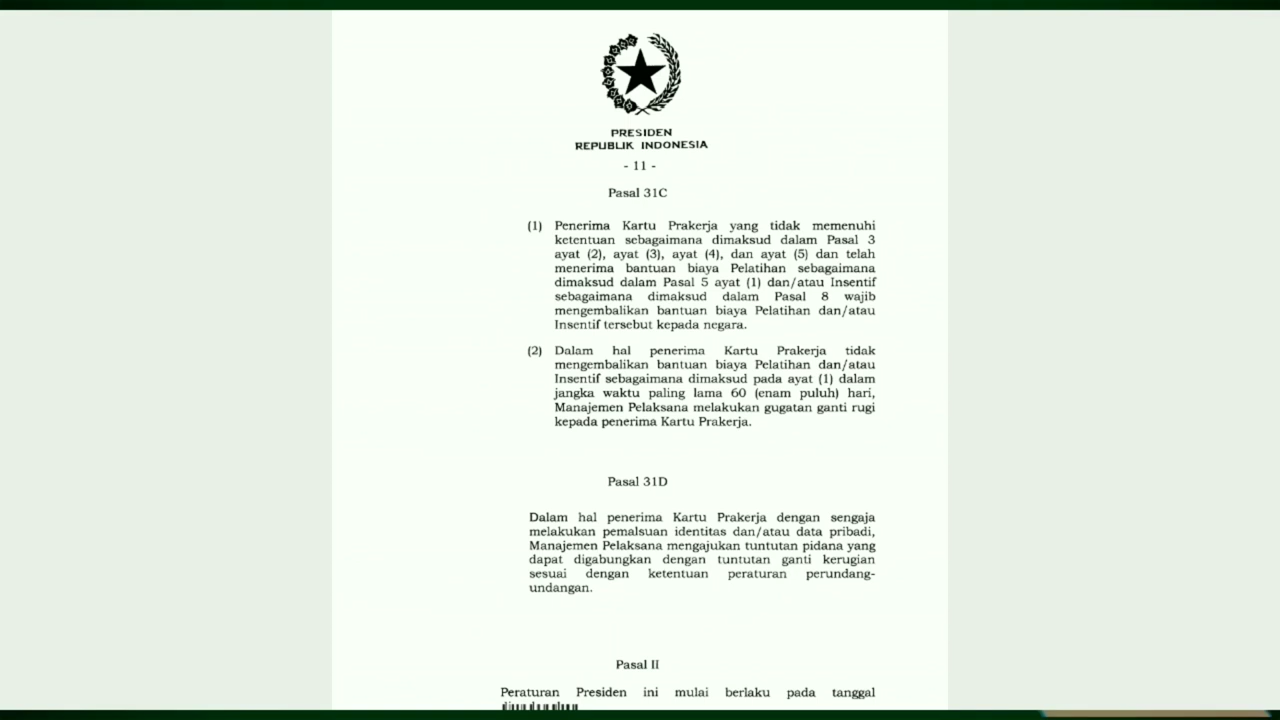 PRESIDEN
REPUBLIK INDONESIA
- 11 -
Pasal 31C
(1) Penerima Kartu Prakerja yang tidak memenuhi
ketentuan sebagaimana dimaksud dalam Pasal 3
ayat (2), ayat (3), ayat (4), dan ayat (5) dan telah
menerima bantuan biaya Pelatihan sebagaimana
dimaksud dalam Pasal 5 ayat (1) dan/atau Insentif
sebagaimana dimaksud dalam Pasal 8 wajib
mengembalikan bantuan biaya Pelatihan dan/atau
Insentif tersebut kepada negara.
(2) Dalam hal penerima Kartu Prakerja tidak
mengembalikan bantuan biaya Pelatihan dan/atau
Insentif sebagaimana dimaksud pada ayat (1) dalam
jangka waktu paling lama 60 (enam puluh) hari,
Manajemen Pelaksana melakukan gugatan ganti rugi
kepada penerima Kartu Prakerja.
Pasal 31D
Dalam hal penerima Kartu Prakerja dengan sengaja
melakukan pemalsuan identitas dan/atau data pribadi,
Manajemen Pelaksana mengajukan tuntutan pidana yang
dapat digabungkan dengan tuntutan ganti kerugian
sesuai dengan ketentuan peraturan perundang-
undangan.
Pasal II
Peraturan Presiden ini mulai berlaku pada tanggal